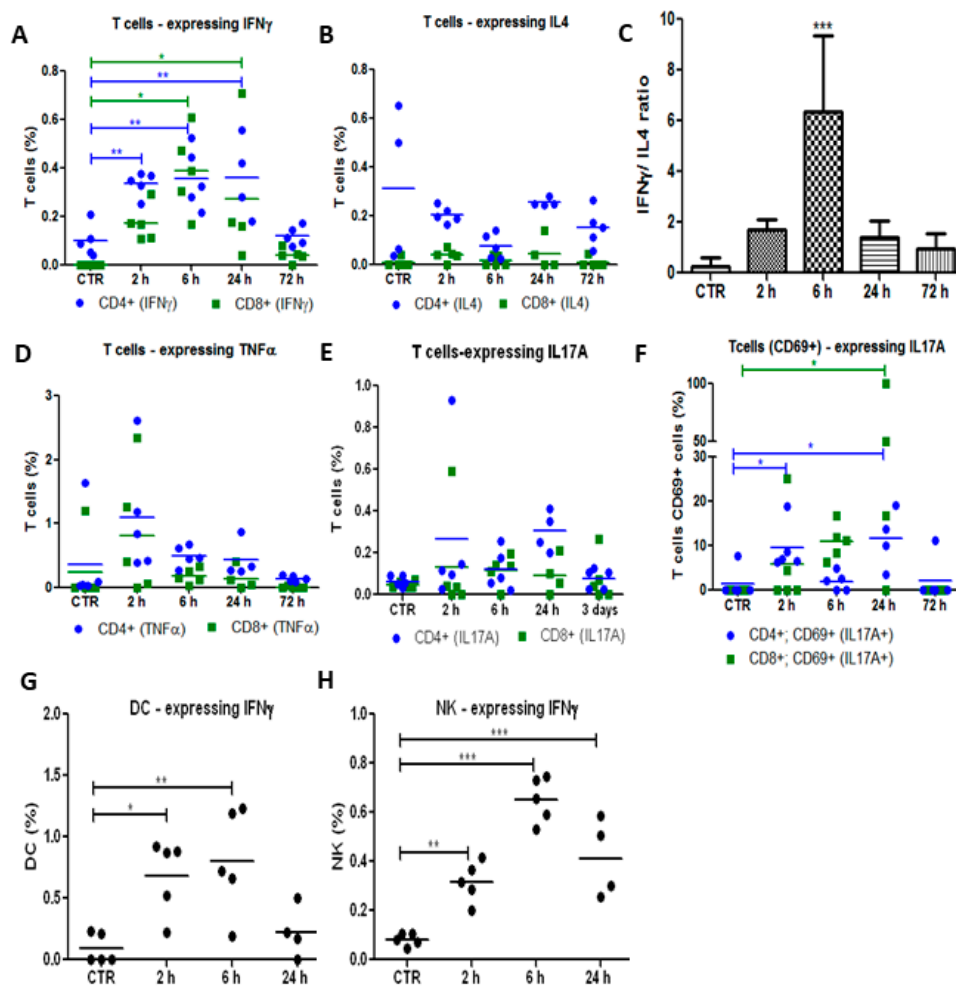 A
T cells - expressing IFNγ
T cells (%)
0.8
0.6
0.4
0.2
0.0
*
**
*
**
**
CTR 2 h 6 h 24 h 72 h
CD4+ (IFNγ) CD8+ (IFNγ)
B
T cells - expressing IL4
T cells (%)
0.8
0.6
0.4
0.2
0.0
CTR 2 h 6 h 24 h 72 h
CD4+ (IL4) CD8+ (IL4)
C
IFNγ/ IL4 ratio
10
8
6
4
2
0
***
CTR 2 h 6 h 24 h 72 h
D
T cells - expressing TNFα
T cells (%)
3
2
1
0
CTR 2 h 6 h 24 h 72 h
CD4+ (TNFα) CD8+ (TNFα)
E
T cells-expressing IL17A
T cells (%)
1.0
0.8
0.6
0.4
0.2
0.0
CTR 2 h 6 h 24 h 3 days
CD4+ (IL17A) CD8+ (IL17A)
F
Tcells (CD69+) - expressing IL17A
T cells CD69+ cells (%)
100
50
30
20
10
0
*
*
*
CTR 2 h 6 h 24 h 72 h
CD4+; CD69+ (IL17A+)
CD8+; CD69+ (IL17A+)
G
DC - expressing IFNγ
DC (%)
2.0
1.5
1.0
0.5
0.0
**
*
CTR 2 h 6 h 24 h
H
NK - expressing IFNγ
NK (%)
1.0
0.8
0.6
0.4
0.2
0.0
***
***
**
CTR 2 h 6 h 24 h